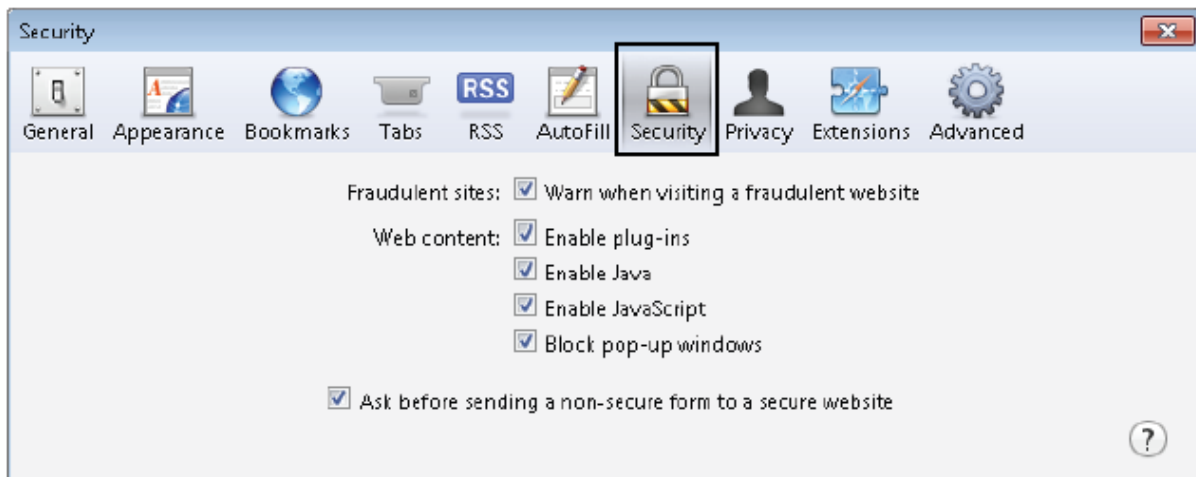 Security
RSS
General Appearance Bookmarks Tabs RSS AutoFill Security Privacy Extensions Advanced
Fraudulent sites: Warn when visiting a fraudulent website
Web content: Enable plug-ins
Enable Java
Enable JavaScript
Block pop-up windows
Ask before sending a non-secure form to a secure website
?